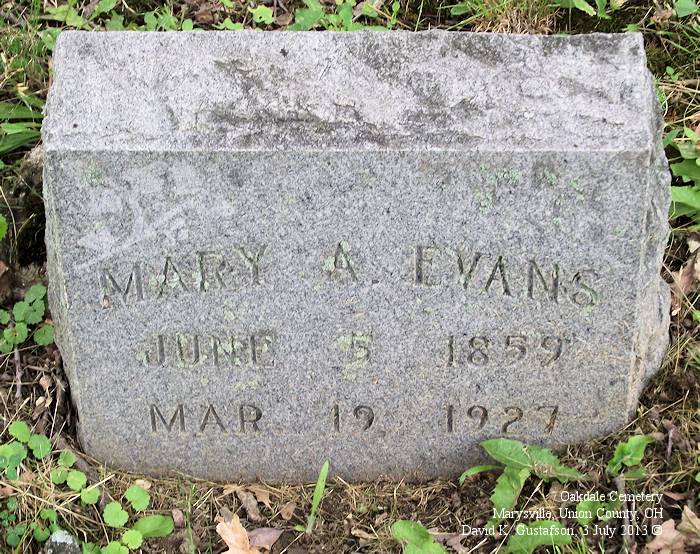 MARY A. EVANS
JUNE 5 1859
MAR. 19, 1927
Oakdale Cemetery
Marysville, Union County, OH
David K. Gustafson, 3 July 2013 ©